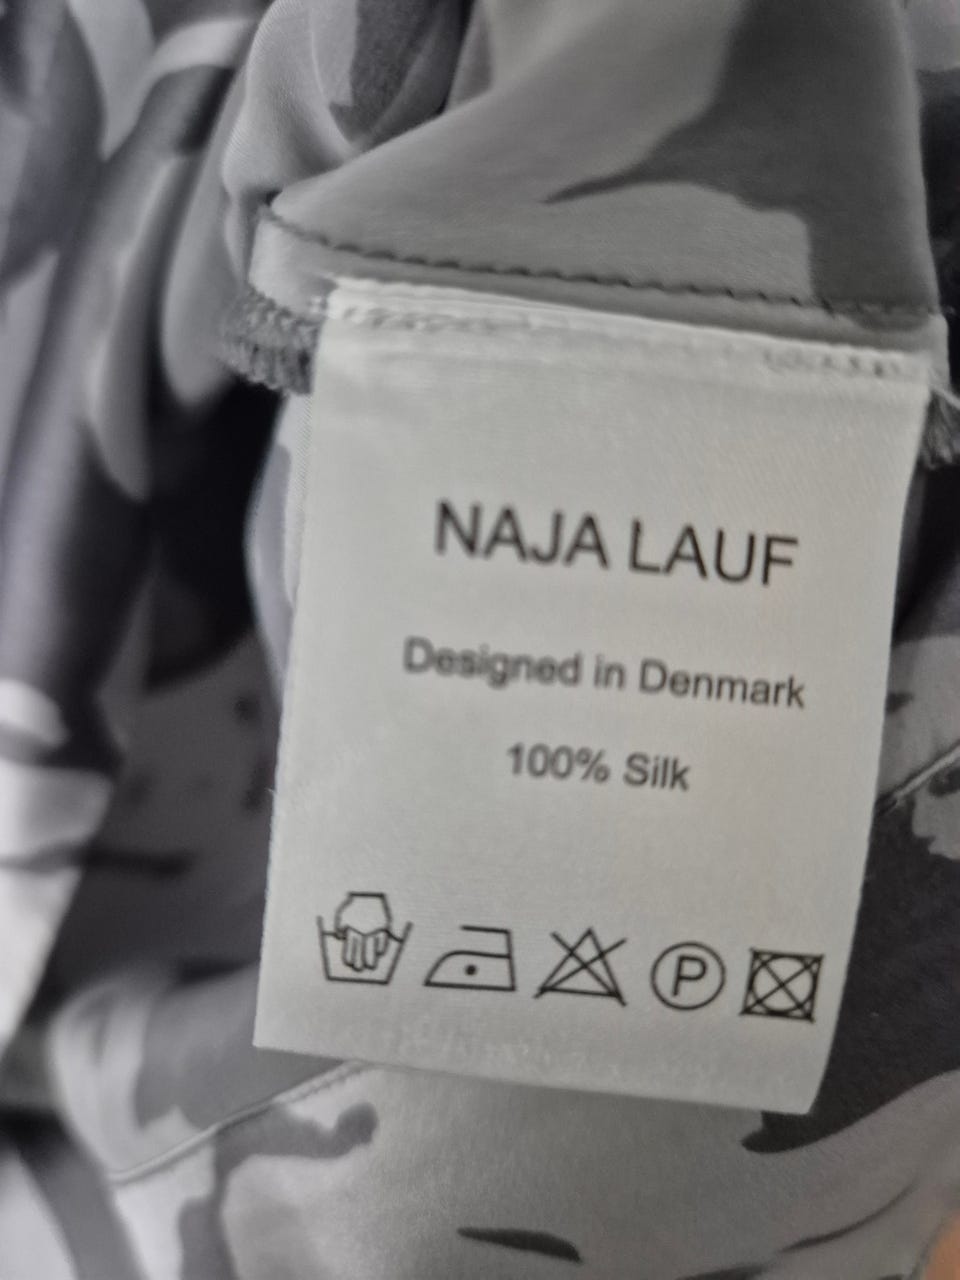 NAJA LAUF
Designed in Denmark
100% Silk
P